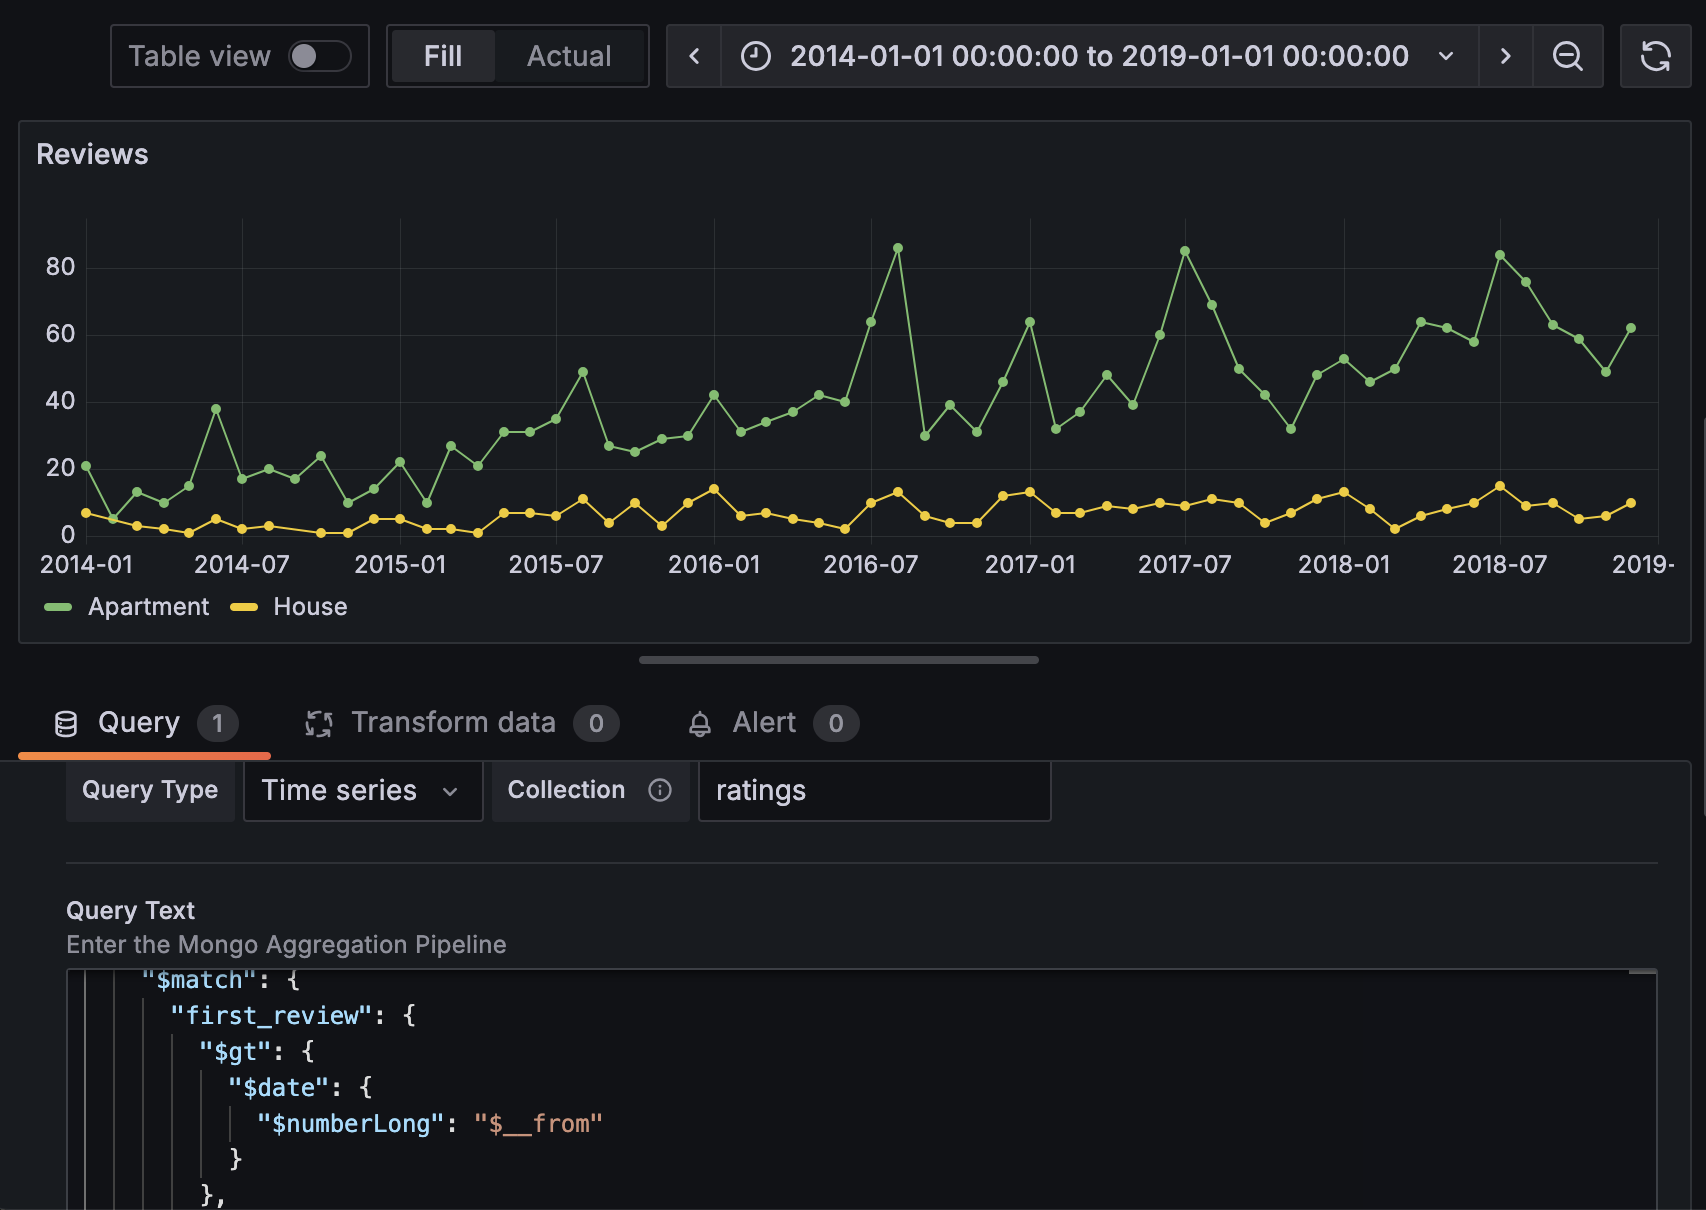 Table view Fill Actual 2014-01-01 00:00:00 to 2019-01-01 00:00:00
Reviews
80
60
40
20
0
2014-01 2014-07 2015-01 2015-07 2016-01 2016-07 2017-01 2017-07 2018-01 2018-07 2019-
Apartment House
Query 1 Transform data 0 Alert 0
Query Type Time series Collection ratings
Query Text
Enter the Mongo Aggregation Pipeline
"$match": {
"first_review": {
"$gt": {
"$date": {
"$numberLong": "$__from"
}
},